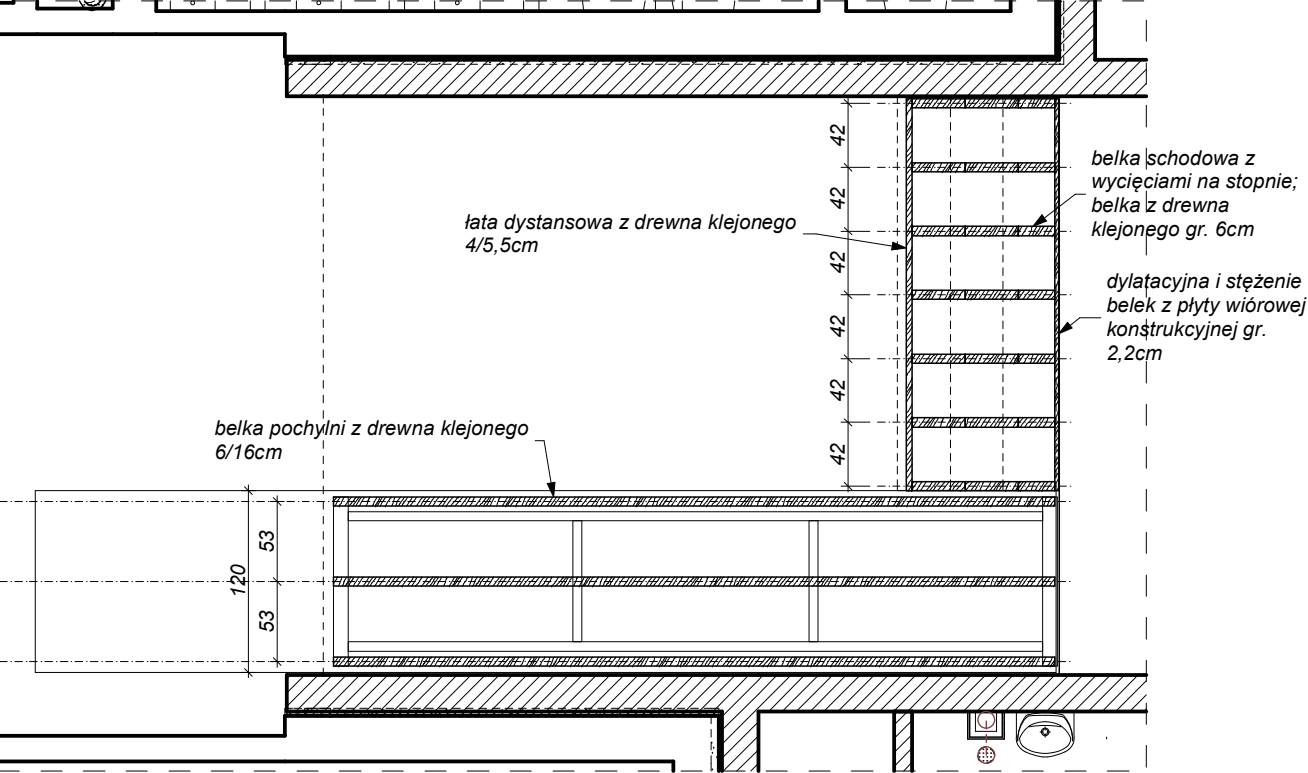 42
belka schodowa z
wycięciami na stopnie;
belka z drewna
klejonego gr. 6cm
42
łata dystansowa z drewna klejonego
4/5,5cm
42
dylatacyjna i stężenie
belek z płyty wiórowej
konstrukcyjnej gr.
2,2cm
42
42
belka pochylni z drewna klejonego
6/16cm
42
53
120
53